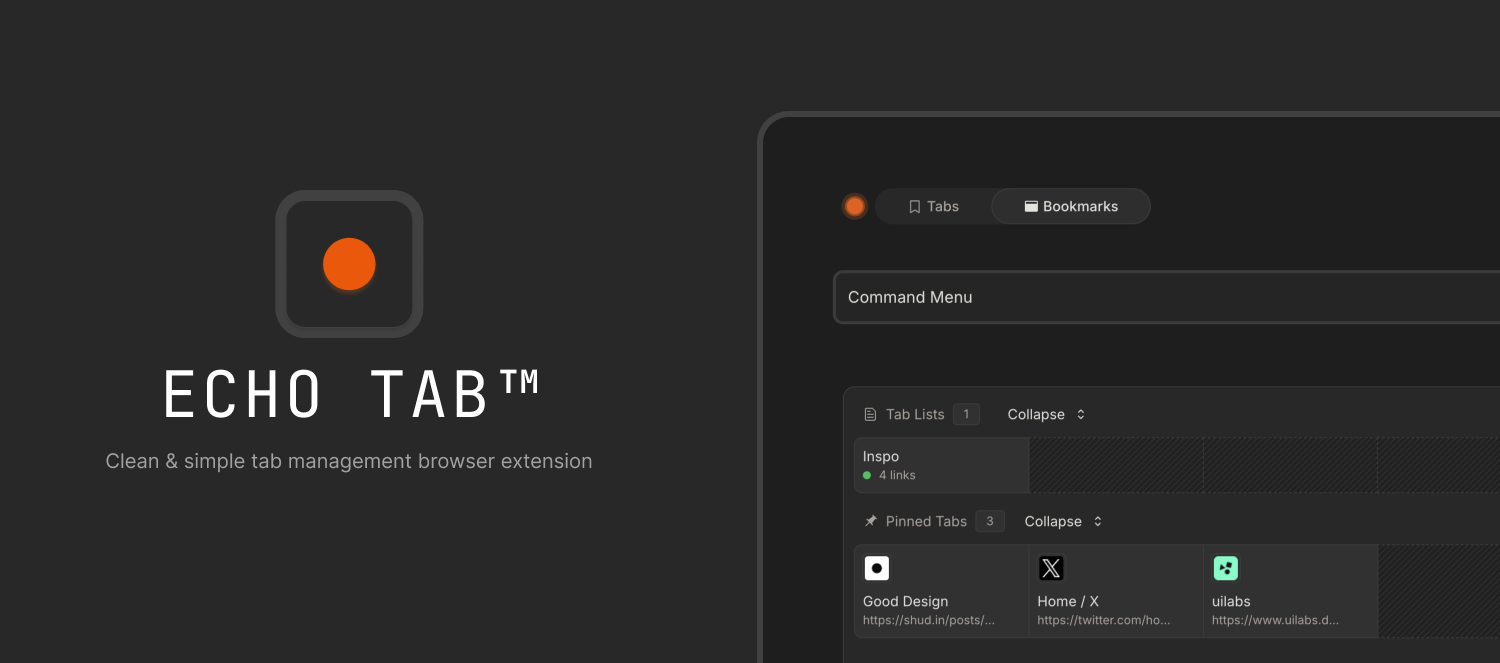 ECHO TAB™
Clean & simple tab management browser extension
Tabs
Bookmarks
Command Menu
Tab Lists 1 Collapse
Inspo
4 links
Pinned Tabs 3 Collapse
Good Design Home / X uilabs
https://shud.in/posts/... https://twitter.com/ho... https://www.uilabs.d...